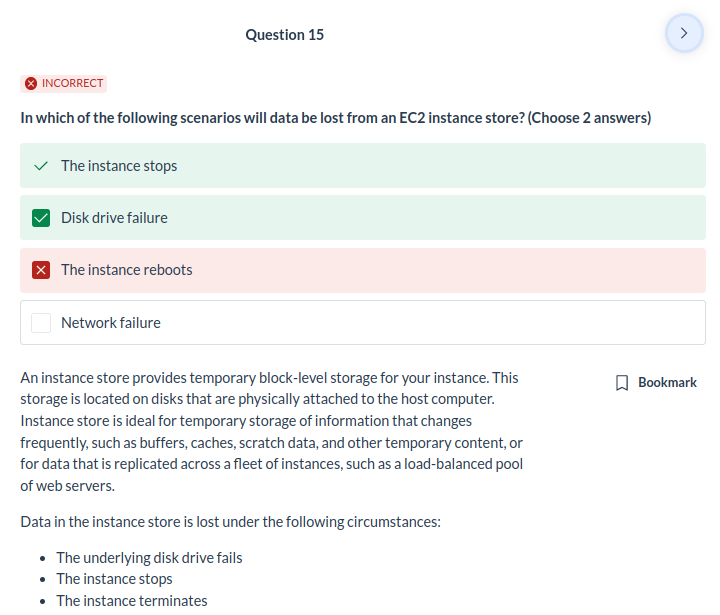 Question 15
INCORRECT
In which of the following scenarios will data be lost from an EC2 instance store? (Choose 2 answers)
The instance stops
Disk drive failure
The instance reboots
Network failure
An instance store provides temporary block-level storage for your instance. This
storage is located on disks that are physically attached to the host computer.
Instance store is ideal for temporary storage of information that changes
frequently, such as buffers, caches, scratch data, and other temporary content, or
for data that is replicated across a fleet of instances, such as a load-balanced pool
of web servers.
Bookmark
Data in the instance store is lost under the following circumstances:
• The underlying disk drive fails
• The instance stops
• The instance terminates